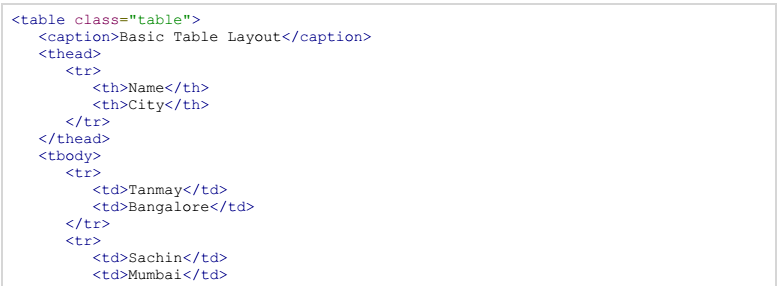 <table class="table">
   <caption>Basic Table Layout</caption>
   <thead>
      <tr>
         <th>Name</th>
         <th>City</th>
      </tr>
   </thead>
   <tbody>
      <tr>
         <td>Tanmay</td>
         <td>Bangalore</td>
      </tr>
      <tr>
         <td>Sachin</td>
         <td>Mumbai</td>